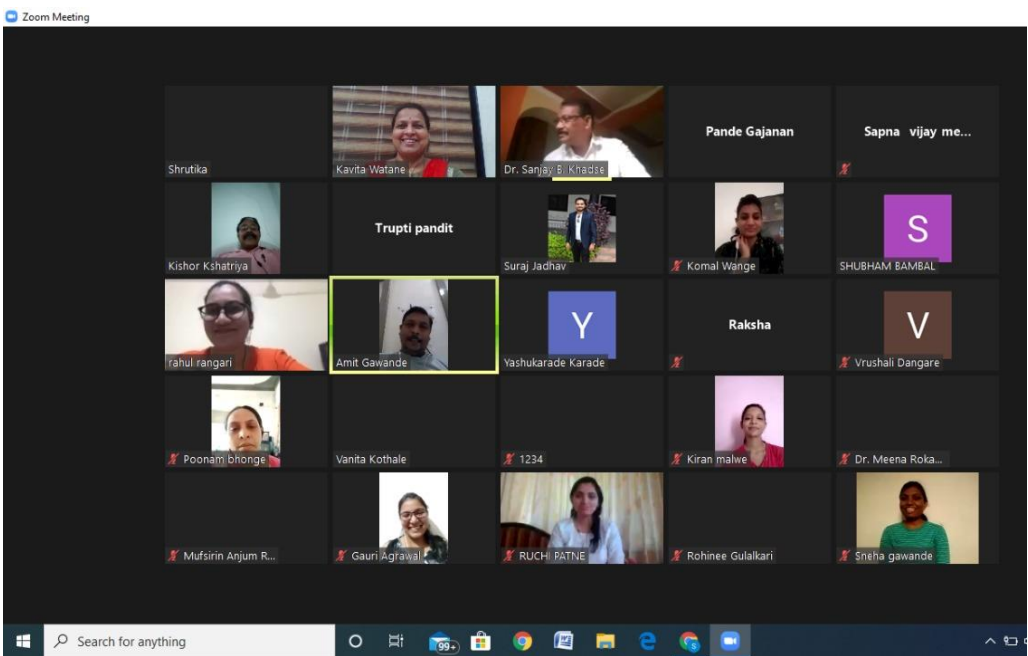 Zoom Meeting
Shrutika
Kavita Watane
Dr. Sanjay B. Khadse
Pande Gajanan
Sapna vijay me...
Kishor Kshatriya
Trupti pandit
Suraj Jadhav
Komal Wange
S
SHUBHAM BAMBAL
rahul rangari
Amit Gawande
Y
Yashukarade Karade
Raksha
V
Vrushali Dangare
Poonam bhonge
Vanita Kothale
1234
Kiran malwe
Dr. Meena Roka...
Mufsirin Anjum R...
Gauri Agrawal
RUCHI PATNE
Rohinee Gulalkari
Sneha gawande
Search for anything
99+